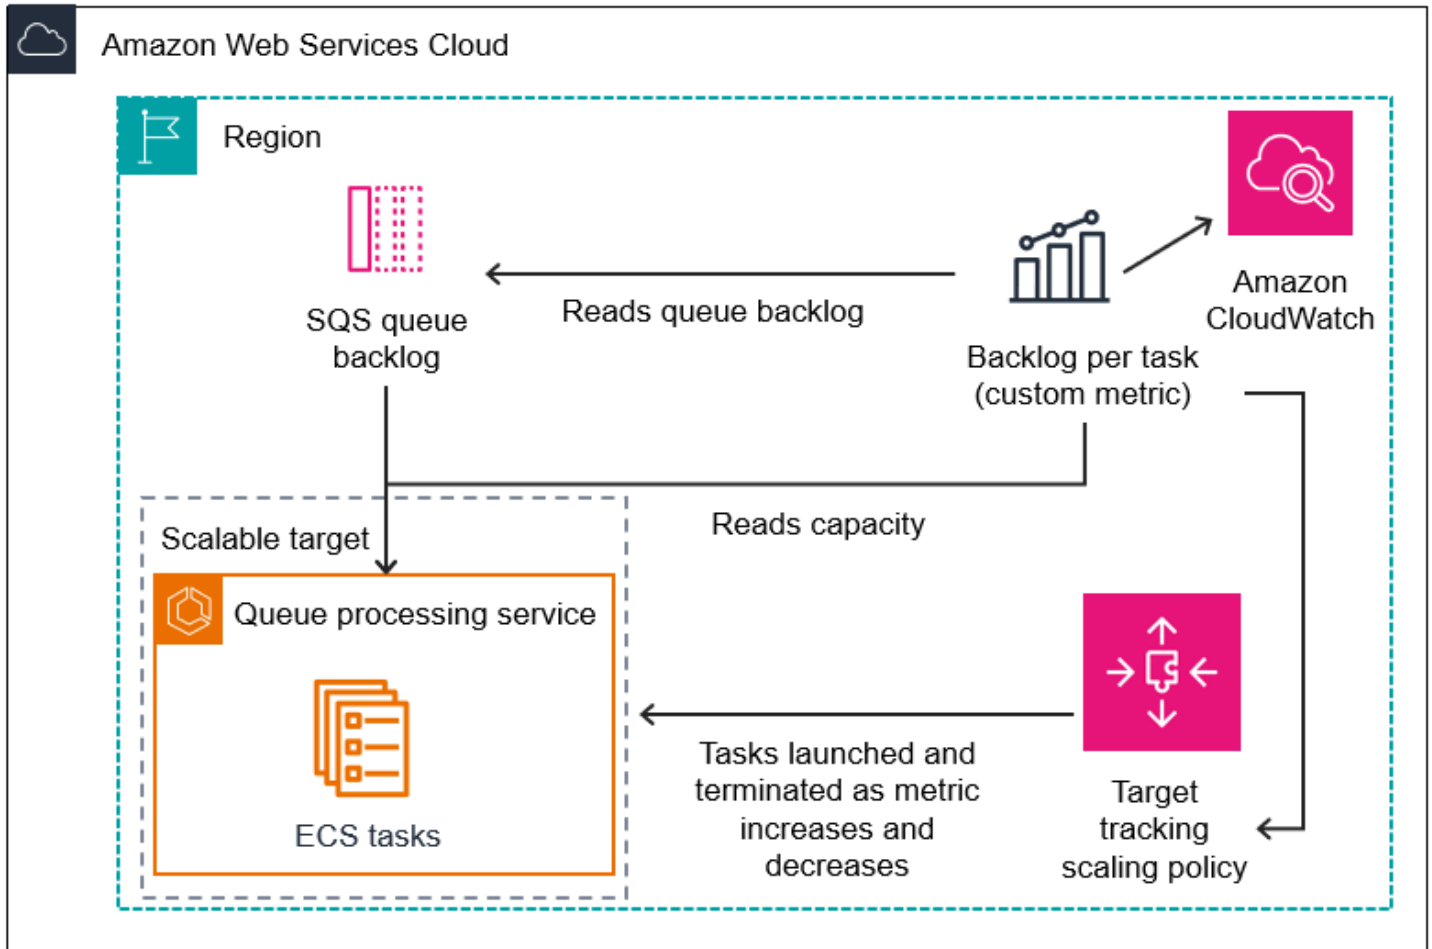 Amazon Web Services Cloud
Region
SQS queue
backlog
Reads queue backlog
Backlog per task
(custom metric)
Amazon
CloudWatch
Reads capacity
Scalable target
Queue processing service
ECS tasks
Tasks launched and
terminated as metric
increases and
decreases
Target
tracking
scaling policy